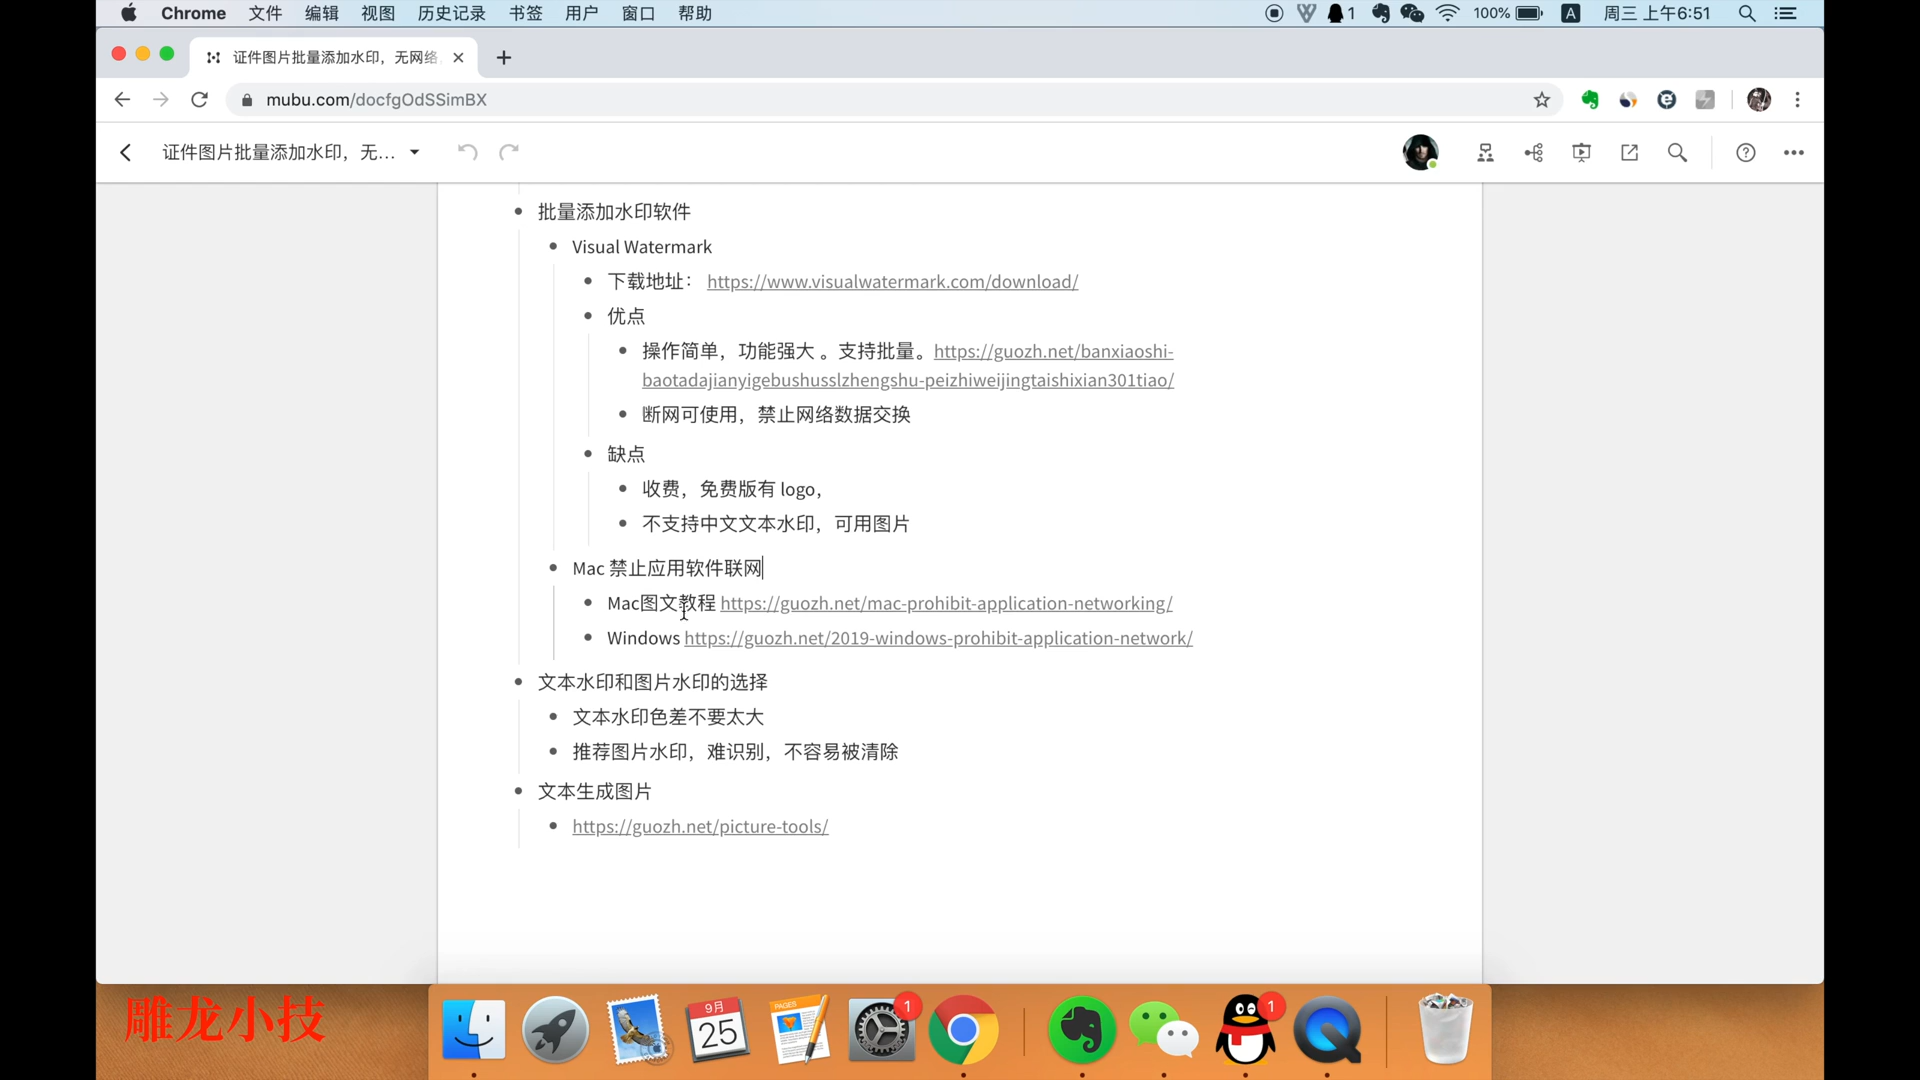 Chrome 文件 编辑 视图 历史记录 书签 用户 窗口 帮助 1 100% A 周三 上午6:51
证件图片批量添加水印，无网络
mubu.com/docfgOdSSimBX
证件图片批量添加水印，无...
批量添加水印软件
Visual Watermark
下载地址： https://www.visualwatermark.com/download/
优点
操作简单，功能强大 。支持批量。https://guozh.net/banxiaoshi-
baotadajianyigebushusslzhengshu-peizhiweijingtaishixian301tiao/
断网可使用，禁止网络数据交换
缺点
收费，免费版有 logo，
不支持中文文本水印，可用图片
Mac 禁止应用软件联网
Mac图文教程 https://guozh.net/mac-prohibit-application-networking/
Windows https://guozh.net/2019-windows-prohibit-application-network/
文本水印和图片水印的选择
文本水印色差不要太大
推荐图片水印，难识别，不容易被清除
文本生成图片
https://guozh.net/picture-tools/
雕龙小技
9月
25
PAGES
1
1